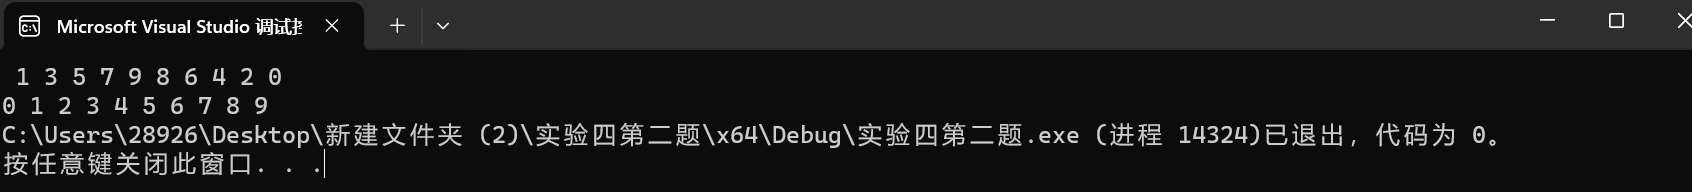 Microsoft Visual Studio 调试控
1 3 5 7 9 8 6 4 2 0
0 1 2 3 4 5 6 7 8 9
C:\Users\28926\Desktop\新建文件夹 (2)\实验四第二题\x64\Debug\实验四第二题.exe (进程 14324)已退出，代码为 0。
按任意键关闭此窗口. . .